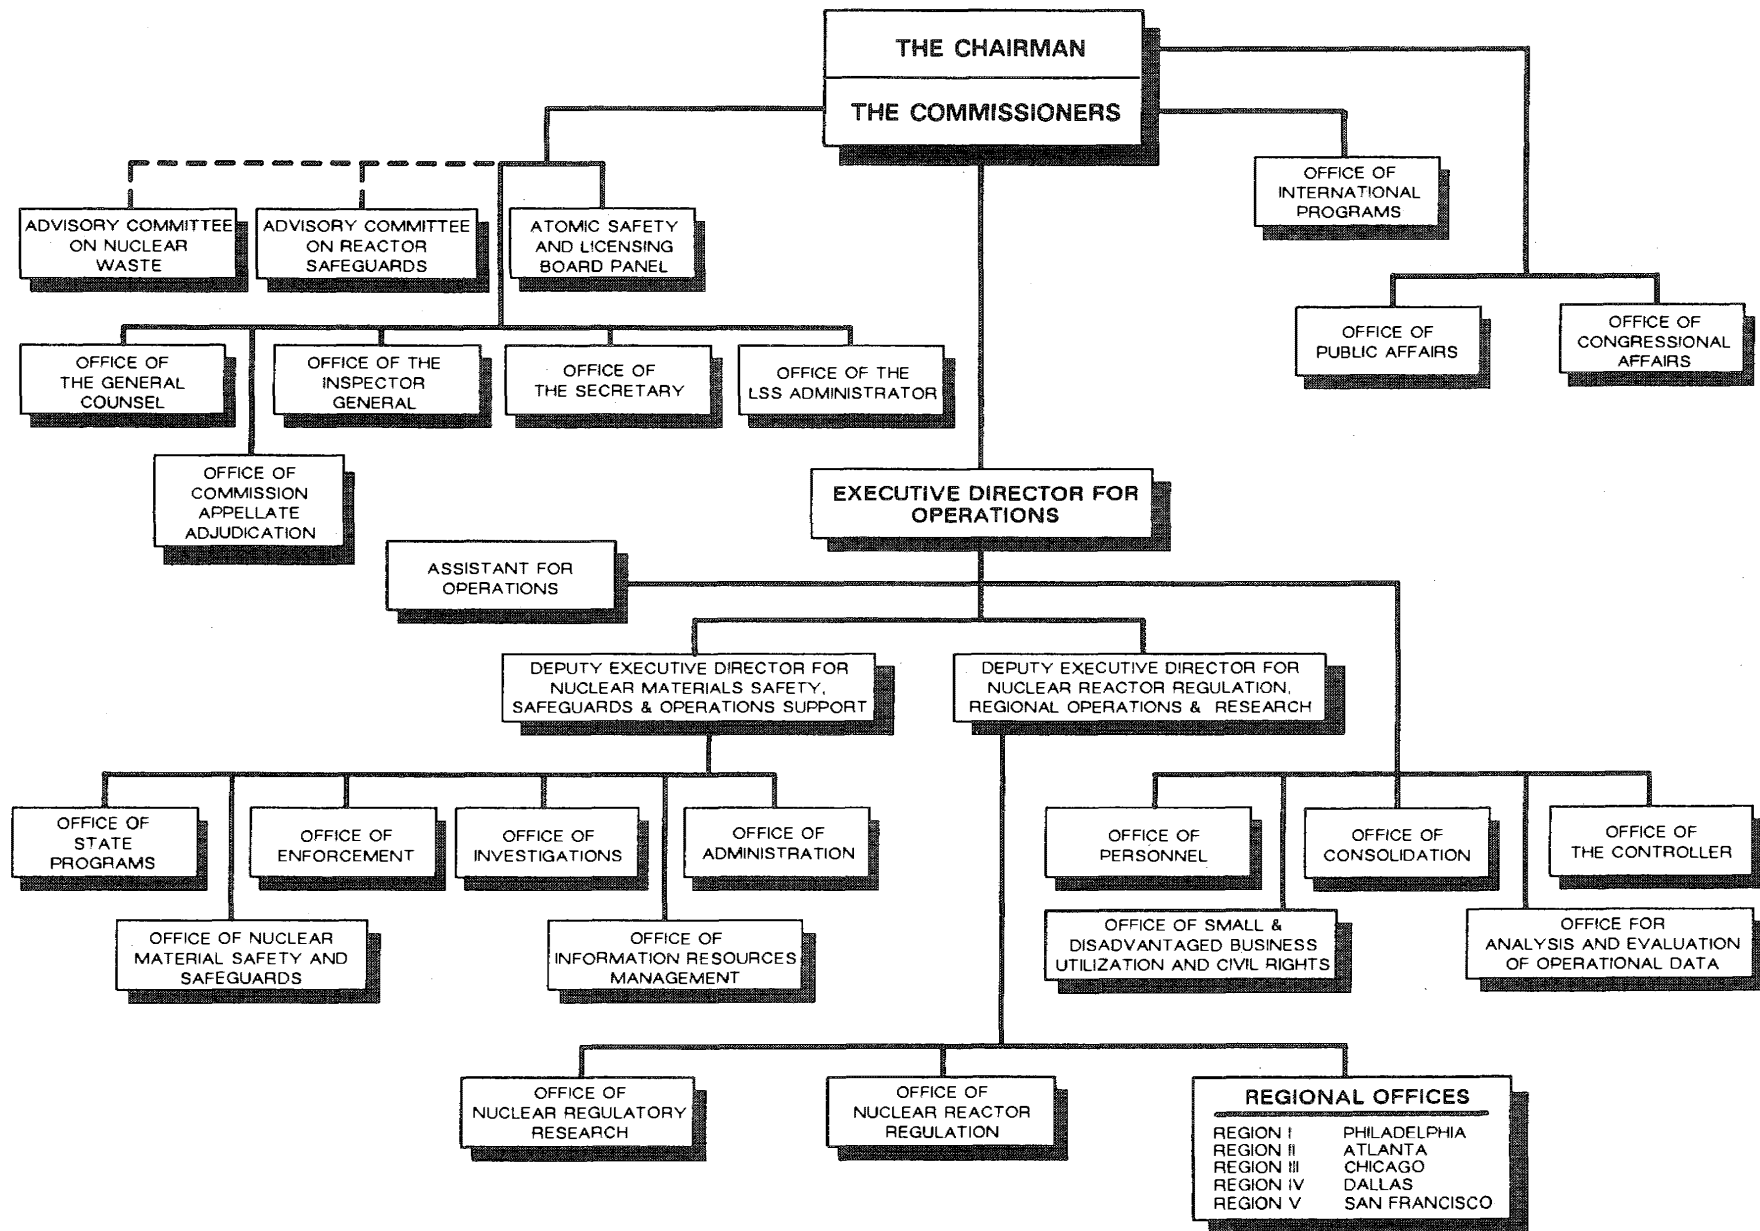 THE CHAIRMAN
THE COMMISSIONERS
OFFICE OF
INTERNATIONAL
PROGRAMS
ADVISORY COMMITTEE
ON NUCLEAR
WASTE
ADVISORY COMMITTEE
ON REACTOR
SAFEGUARDS
ATOMIC SAFETY
AND LICENSING
BOARD PANEL
OFFICE OF
PUBLIC AFFAIRS
OFFICE OF
CONGRESSIONAL
AFFAIRS
OFFICE OF
THE GENERAL
COUNSEL
OFFICE OF THE
INSPECTOR
GENERAL
OFFICE OF
THE SECRETARY
OFFICE OF THE
LSS ADMINISTRATOR
OFFICE OF
COMMISSION
APPELLATE
ADJUDICATION
EXECUTIVE DIRECTOR FOR
OPERATIONS
ASSISTANT FOR
OPERATIONS
DEPUTY EXECUTIVE DIRECTOR FOR
NUCLEAR MATERIALS SAFETY,
SAFEGUARDS & OPERATIONS SUPPORT
DEPUTY EXECUTIVE DIRECTOR FOR
NUCLEAR REACTOR REGULATION,
REGIONAL OPERATIONS & RESEARCH
OFFICE OF
STATE
PROGRAMS
OFFICE OF
ENFORCEMENT
OFFICE OF
INVESTIGATIONS
OFFICE OF
ADMINISTRATION
OFFICE OF
PERSONNEL
OFFICE OF
CONSOLIDATION
OFFICE OF
THE CONTROLLER
OFFICE OF NUCLEAR
MATERIAL SAFETY AND
SAFEGUARDS
OFFICE OF
INFORMATION RESOURCES
MANAGEMENT
OFFICE OF SMALL &
DISADVANTAGED BUSINESS
UTILIZATION AND CIVIL RIGHTS
OFFICE FOR
ANALYSIS AND EVALUATION
OF OPERATIONAL DATA
OFFICE OF
NUCLEAR REGULATORY
RESEARCH
OFFICE OF
NUCLEAR REACTOR
REGULATION
REGIONAL OFFICES
REGION I PHILADELPHIA
REGION II ATLANTA
REGION III CHICAGO
REGION IV DALLAS
REGION V SAN FRANCISCO